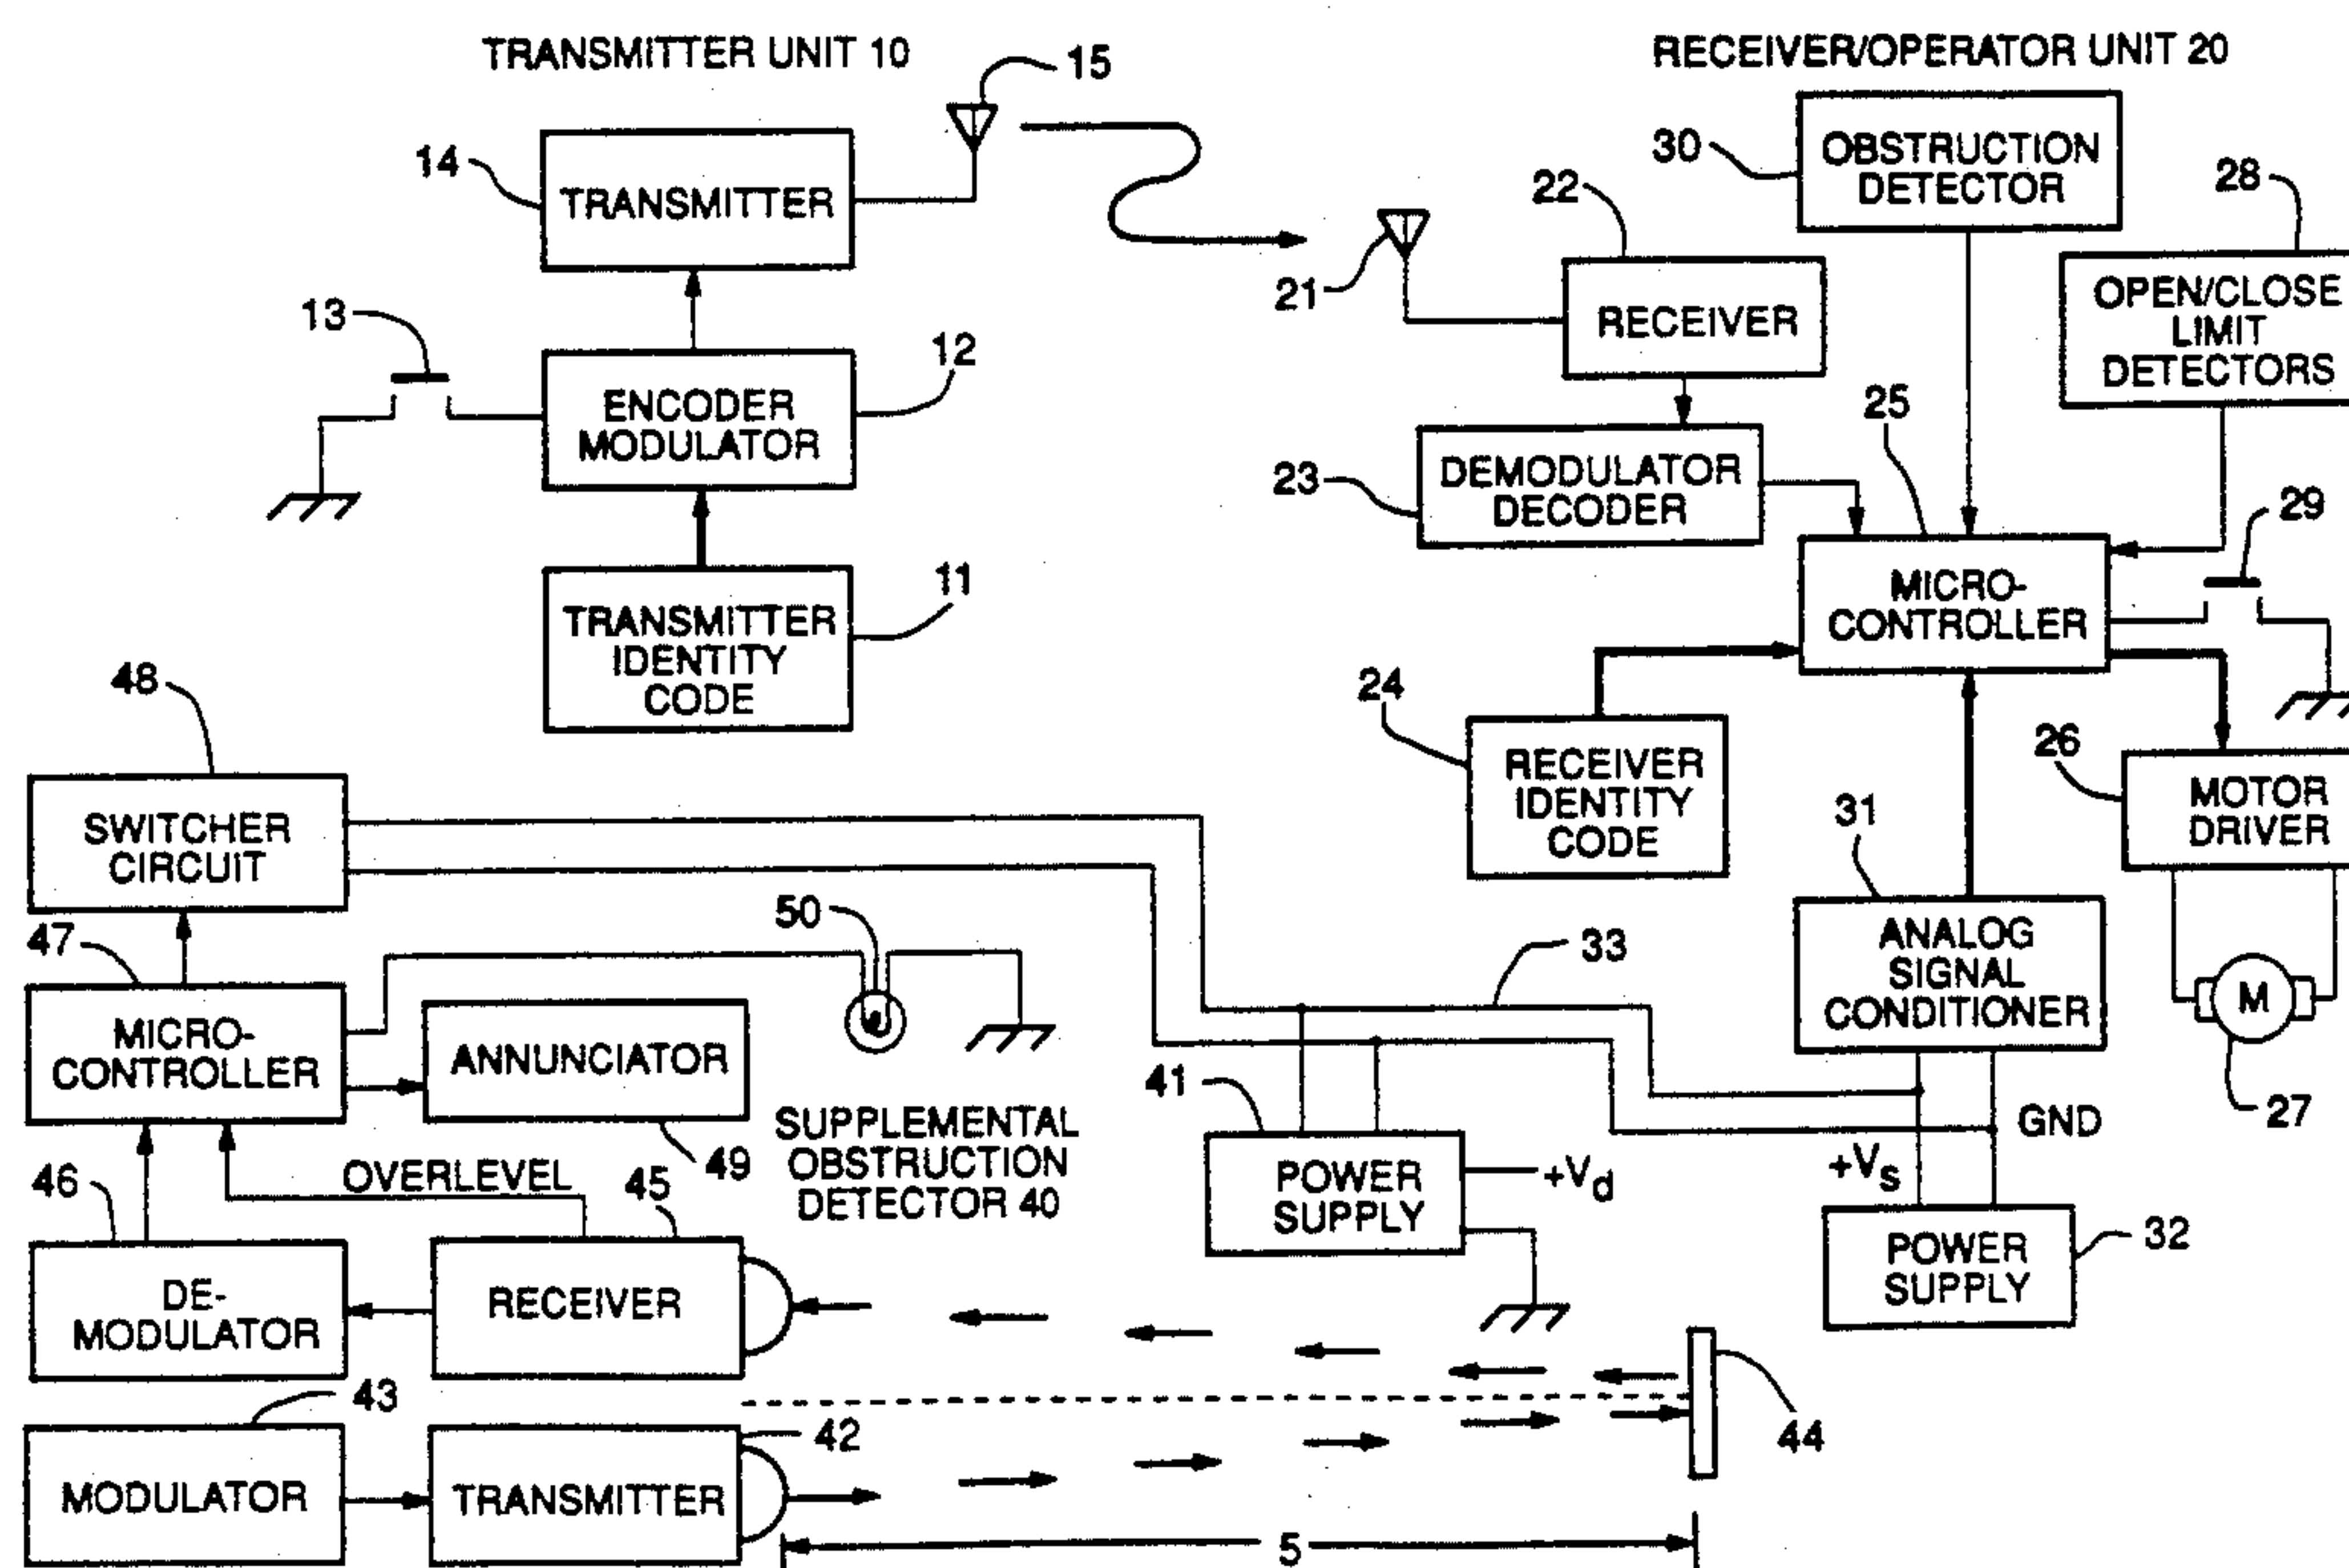 TRANSMITTER UNIT 10
15
14
TRANSMITTER
13
12
ENCODER
MODULATOR
11
TRANSMITTER
IDENTITY
CODE
RECEIVER/OPERATOR UNIT 20
30
OBSTRUCTION
DETECTOR
28
OPEN/CLOSE
LIMIT
DETECTORS
22
21
RECEIVER
25
23
DEMODULATOR
DECODER
29
MICRO-
CONTROLLER
24
RECEIVER
IDENTITY
CODE
26
MOTOR
DRIVER
31
ANALOG
SIGNAL
CONDITIONER
M
27
33
GND
+Vs
32
POWER
SUPPLY
48
SWITCHER
CIRCUIT
47
50
MICRO-
CONTROLLER
ANNUNCIATOR
49
SUPPLEMENTAL
OBSTRUCTION
DETECTOR 40
41
POWER
SUPPLY
+Vd
46
OVERLEVEL
45
DE-
MODULATOR
RECEIVER
43
42
44
MODULATOR
TRANSMITTER
5